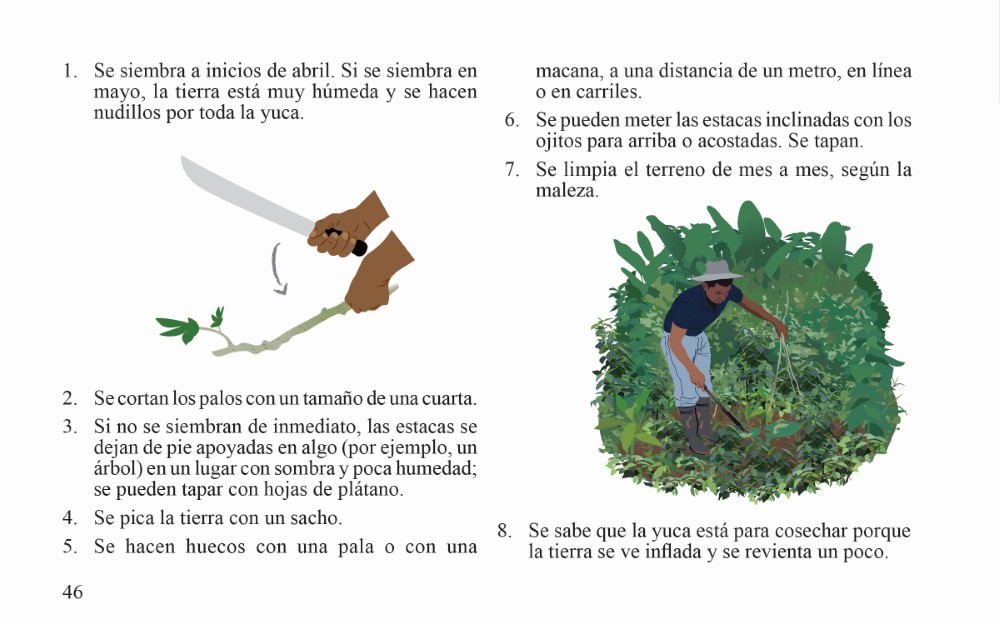 1. Se siembra a inicios de abril. Si se siembra en
mayo, la tierra está muy húmeda y se hacen
nudillos por toda la yuca.
2. Se cortan los palos con un tamaño de una cuarta.
3. Si no se siembran de inmediato, las estacas se
dejan de pie apoyadas en algo (por ejemplo, un
árbol) en un lugar con sombra y poca humedad;
se pueden tapar con hojas de plátano.
4. Se pica la tierra con un sacho.
5. Se hacen huecos con una pala o con una
macana, a una distancia de un metro, en línea
o en carriles.
6. Se pueden meter las estacas inclinadas con los
ojitos para arriba o acostadas. Se tapan.
7. Se limpia el terreno de mes a mes, según la
maleza.
8. Se sabe que la yuca está para cosechar porque
la tierra se ve inflada y se revienta un poco.
46